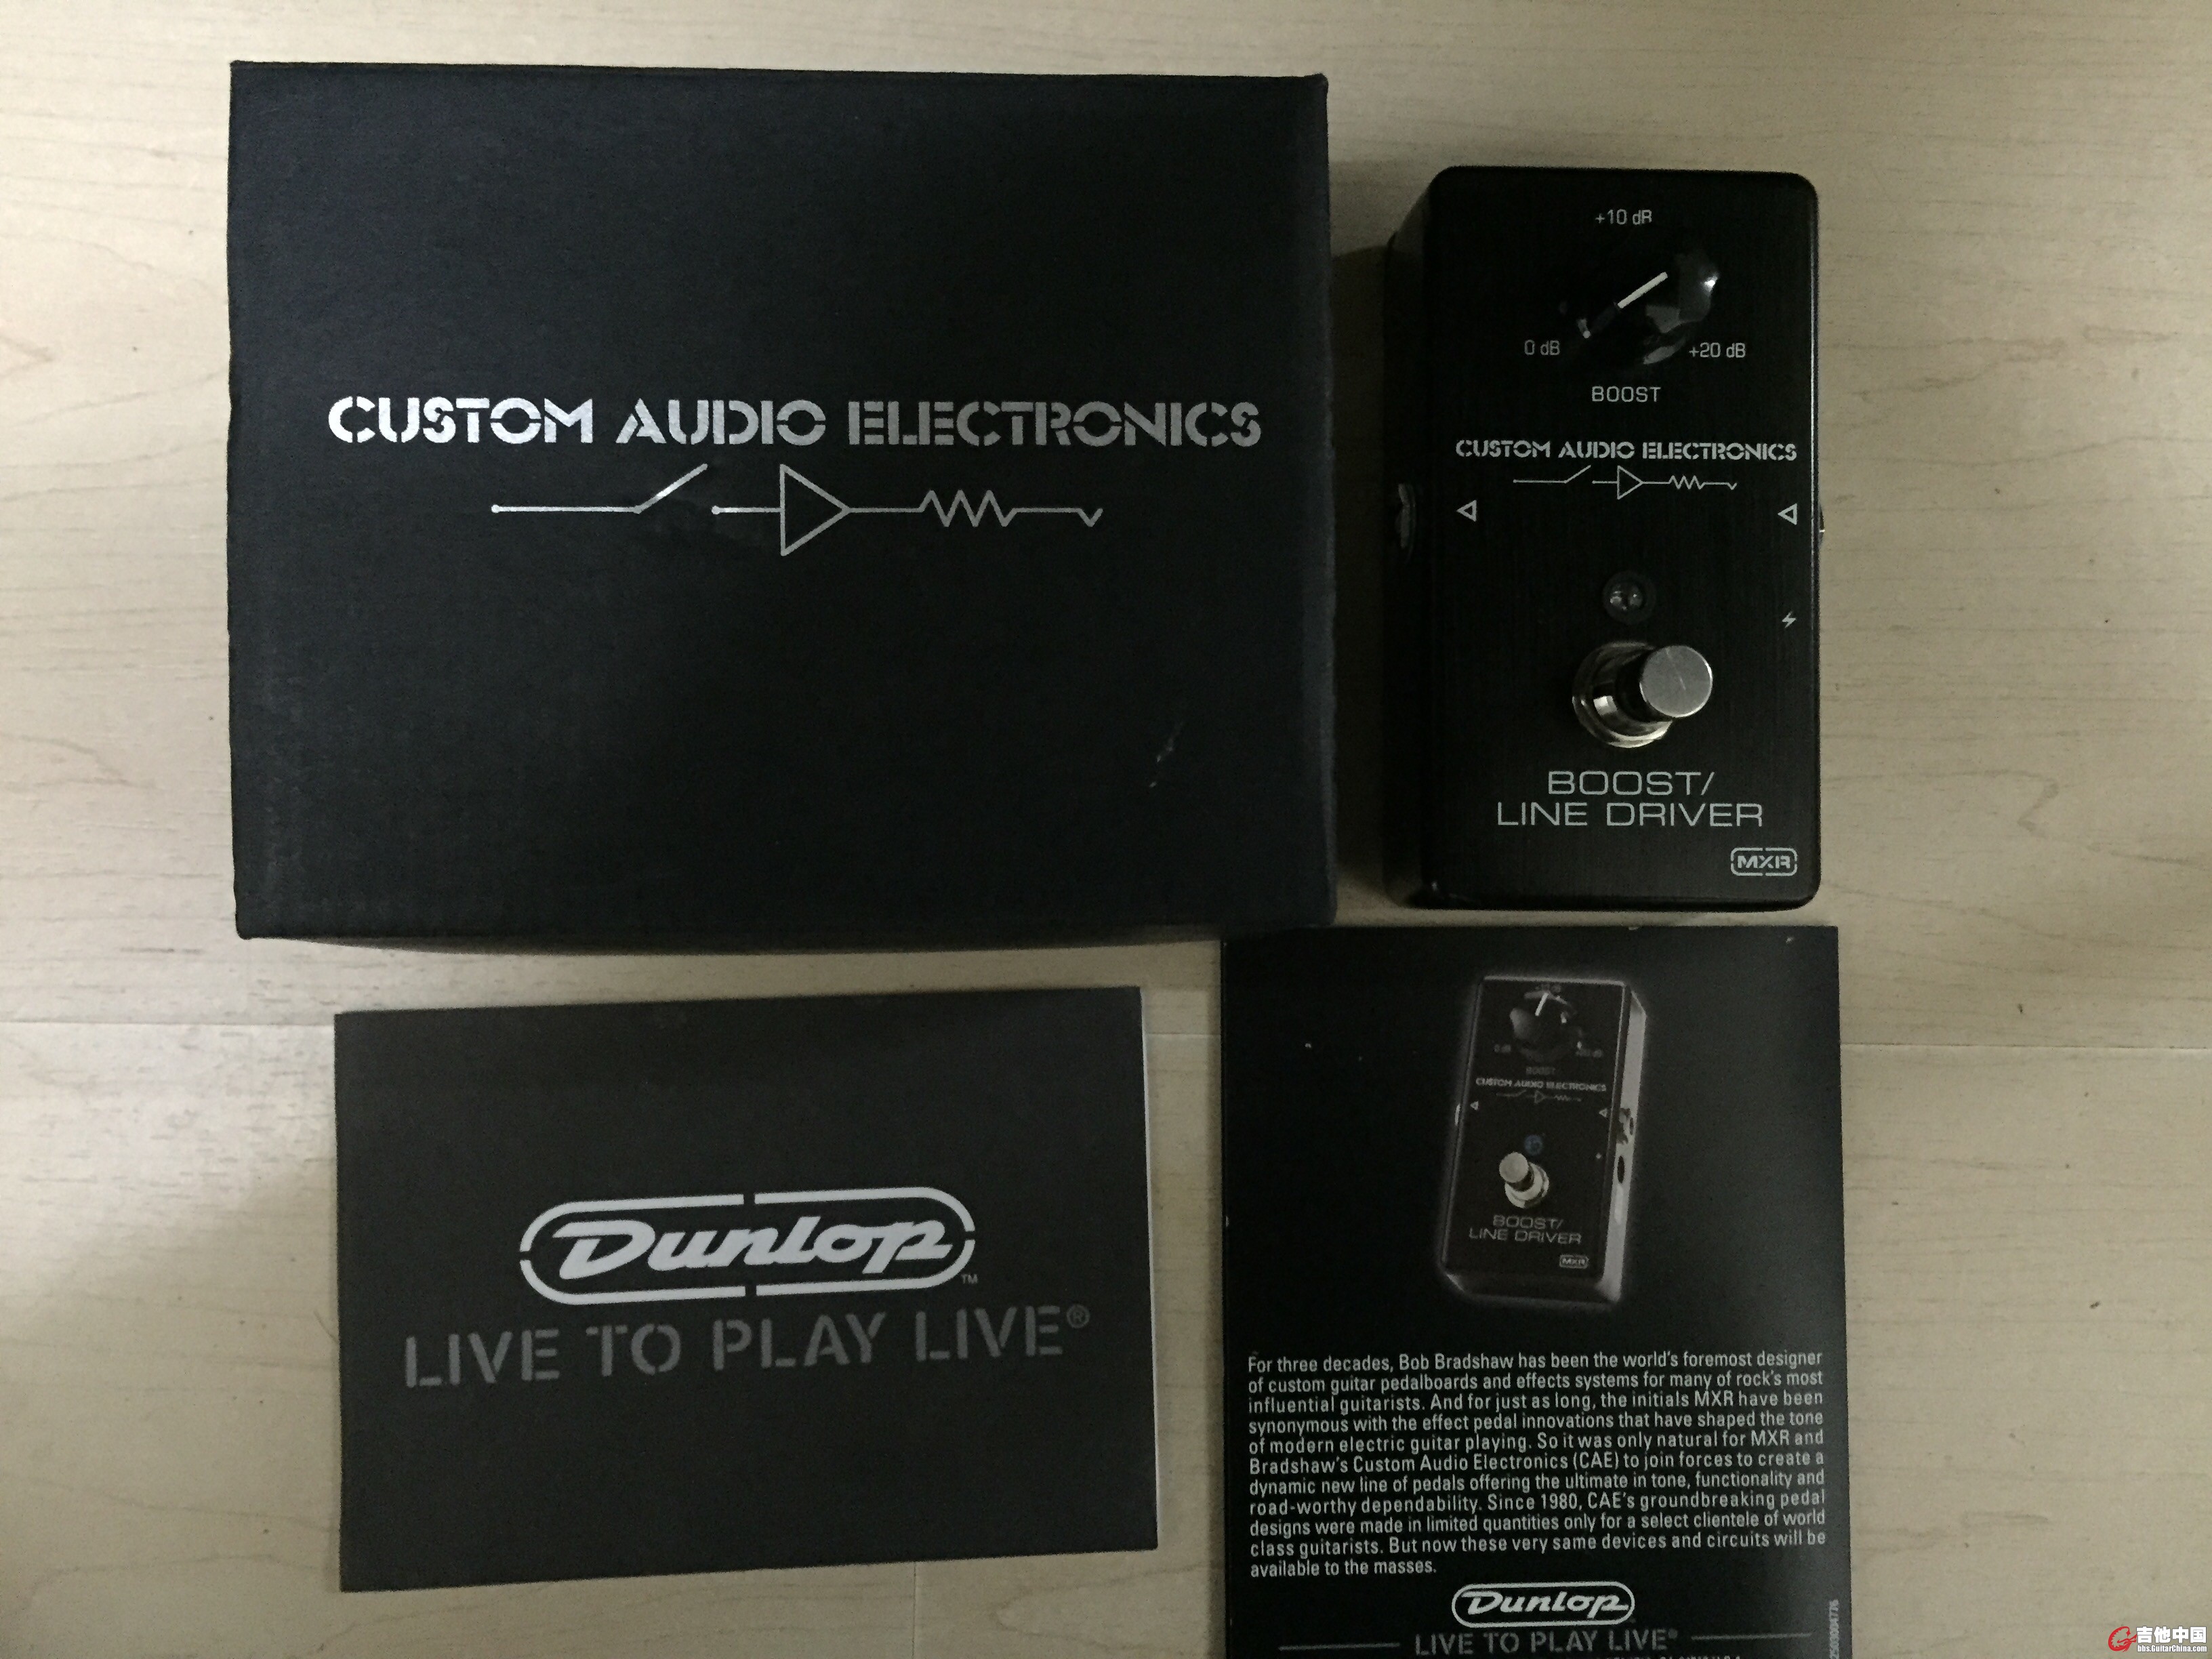 CUSTOM AUDIO ELECTRONICS
+10 dB
0 dB
+20 dB
BOOST
CUSTOM AUDIO ELECTRONICS
BOOST/
LINE DRIVER
MXR
Dunlop™
LIVE TO PLAY LIVE®
0 dB
BOOST
CUSTOM AUDIO ELECTRONICS
BOOST/
LINE DRIVER
MXR
For three decades, Bob Bradshaw has been the world's foremost designer
of custom guitar pedalboards and effects systems for many of rock's most
influential guitarists. And for just as long, the initials MXR have been
synonymous with the effect pedal innovations that have shaped the tone
of modern electric guitar playing. So it was only natural for MXR and
Bradshaw's Custom Audio Electronics (CAE) to join forces to create a
dynamic new line of pedals offering the ultimate in tone, functionality and
road-worthy dependability. Since 1980, CAE's groundbreaking pedal
designs were made in limited quantities only for a select clientele of world
class guitarists. But now these very same devices and circuits will be
available to the masses.
Dunlop
LIVE TO PLAY LIVE®
吉他中国
bbs.GuitarChina.com